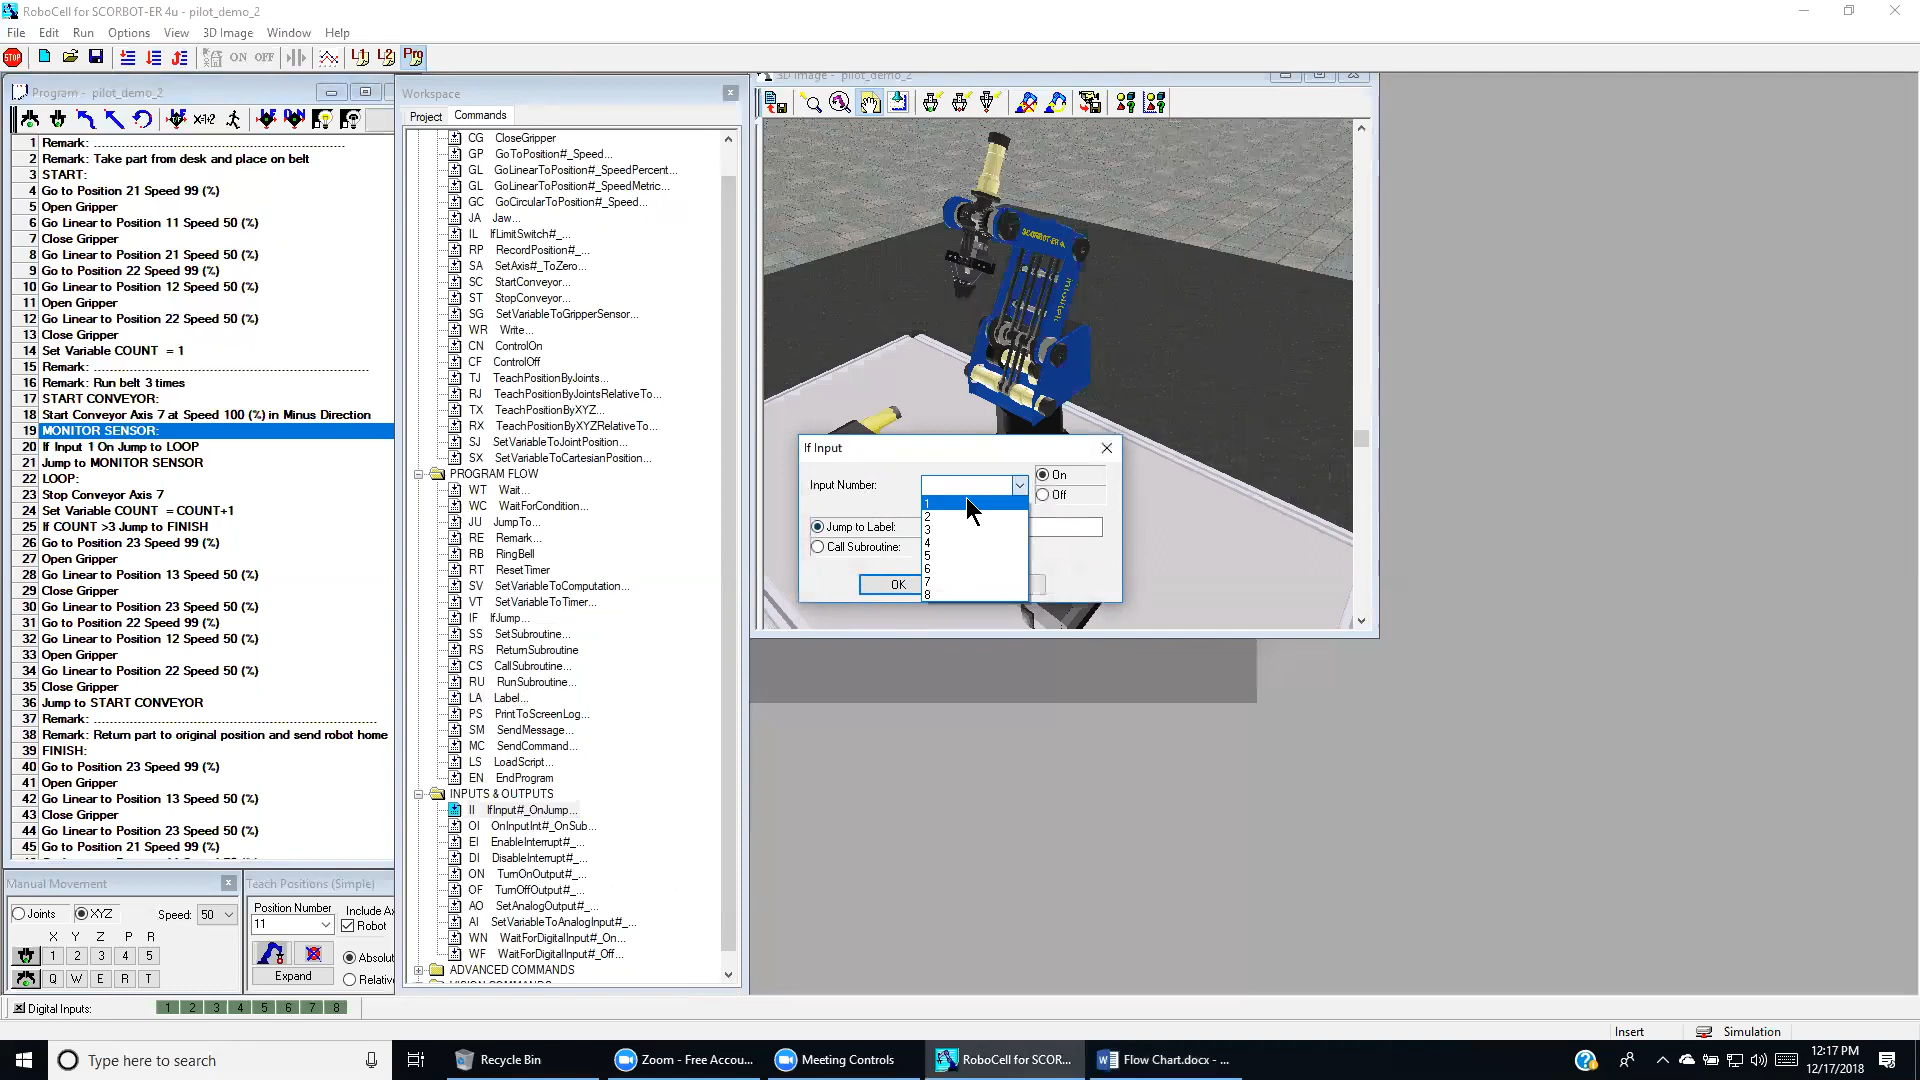 RoboCell for SCORBOT-ER 4u - pilot_demo_2
File Edit Run Options View 3D Image Window Help
STOP ON OFF L1 L2 Pro
Program - pilot_demo_2
1 Remark: ................................................................
2 Remark: Take part from desk and place on belt
3 START:
4 Go to Position 21 Speed 99 (%)
5 Open Gripper
6 Go Linear to Position 11 Speed 50 (%)
7 Close Gripper
8 Go Linear to Position 21 Speed 50 (%)
9 Go to Position 22 Speed 99 (%)
10 Go Linear to Position 12 Speed 50 (%)
11 Open Gripper
12 Go Linear to Position 22 Speed 50 (%)
13 Close Gripper
14 Set Variable COUNT = 1
15 Remark: ................................................................
16 Remark: Run belt 3 times
17 START CONVEYOR:
18 Start Conveyor Axis 7 at Speed 100 (%) in Minus Direction
19 MONITOR SENSOR:
20 If Input 1 On Jump to LOOP
21 Jump to MONITOR SENSOR
22 LOOP:
23 Stop Conveyor Axis 7
24 Set Variable COUNT = COUNT+1
25 If COUNT >3 Jump to FINISH
26 Go to Position 23 Speed 99 (%)
27 Open Gripper
28 Go Linear to Position 13 Speed 50 (%)
29 Close Gripper
30 Go Linear to Position 23 Speed 50 (%)
31 Go to Position 22 Speed 99 (%)
32 Go Linear to Position 12 Speed 50 (%)
33 Open Gripper
34 Go Linear to Position 22 Speed 50 (%)
35 Close Gripper
36 Jump to START CONVEYOR
37 Remark: ................................................................
38 Remark: Return part to original position and send robot home
39 FINISH:
40 Go to Position 23 Speed 99 (%)
41 Open Gripper
42 Go Linear to Position 13 Speed 50 (%)
43 Close Gripper
44 Go Linear to Position 23 Speed 50 (%)
45 Go to Position 21 Speed 99 (%)
Workspace
Project Commands
CG CloseGripper
GP GoToPosition#_Speed...
GL GoLinearToPosition#_SpeedPercent...
GL GoLinearToPosition#_SpeedMetric...
GC GoCircularToPosition#_Speed...
JA Jaw...
IL IfLimitSwitch#_...
RP RecordPosition#_...
SA SetAxis#_ToZero...
SC StartConveyor...
ST StopConveyor...
SG SetVariableToGripperSensor...
WR Write...
CN ControlOn
CF ControlOff
TJ TeachPositionByJoints...
RJ TeachPositionByJointsRelativeTo...
TX TeachPositionByXYZ...
RX TeachPositionByXYZRelativeTo...
SJ SetVariableToJointPosition...
SX SetVariableToCartesianPosition...
PROGRAM FLOW
WT Wait...
WC WaitForCondition...
JU JumpTo...
RE Remark...
RB RingBell
RT ResetTimer
SV SetVariableToComputation...
VT SetVariableToTimer...
IF IfJump...
SS SetSubroutine...
RS ReturnSubroutine
CS CallSubroutine...
RU RunSubroutine...
LA Label...
PS PrintToScreenLog...
SM SendMessage...
MC SendCommand...
LS LoadScript...
EN EndProgram
INPUTS & OUTPUTS
II IfInput#_OnJump...
OI OnInputInt#_OnSub...
EI EnableInterrupt#_...
DI DisableInterrupt#_...
ON TurnOnOutput#_...
OF TurnOffOutput#_...
AO SetAnalogOutput#_...
AI SetVariableToAnalogInput#_...
WN WaitForDigitalInput#_On...
WF WaitForDigitalInput#_Off...
ADVANCED COMMANDS
VISION COMMANDS
3D Image - pilot_demo_2
SCORBOT-ER 4u
intelitek
If Input
Input Number: On
Off
1
2
3
4
5
6
7
8
Jump to Label:
Call Subroutine:
OK
Manual Movement
Joints XYZ Speed: 50
X Y Z P R
1 2 3 4 5
Q W E R T
Teach Positions (Simple)
Position Number Include Ax
11 Robot
Absolut
Expand Relative
Digital Inputs: 1 2 3 4 5 6 7 8
Insert Simulation
Type here to search
Recycle Bin
Zoom - Free Accou...
Meeting Controls
RoboCell for SCOR...
Flow Chart.docx - ...
12:17 PM
12/17/2018